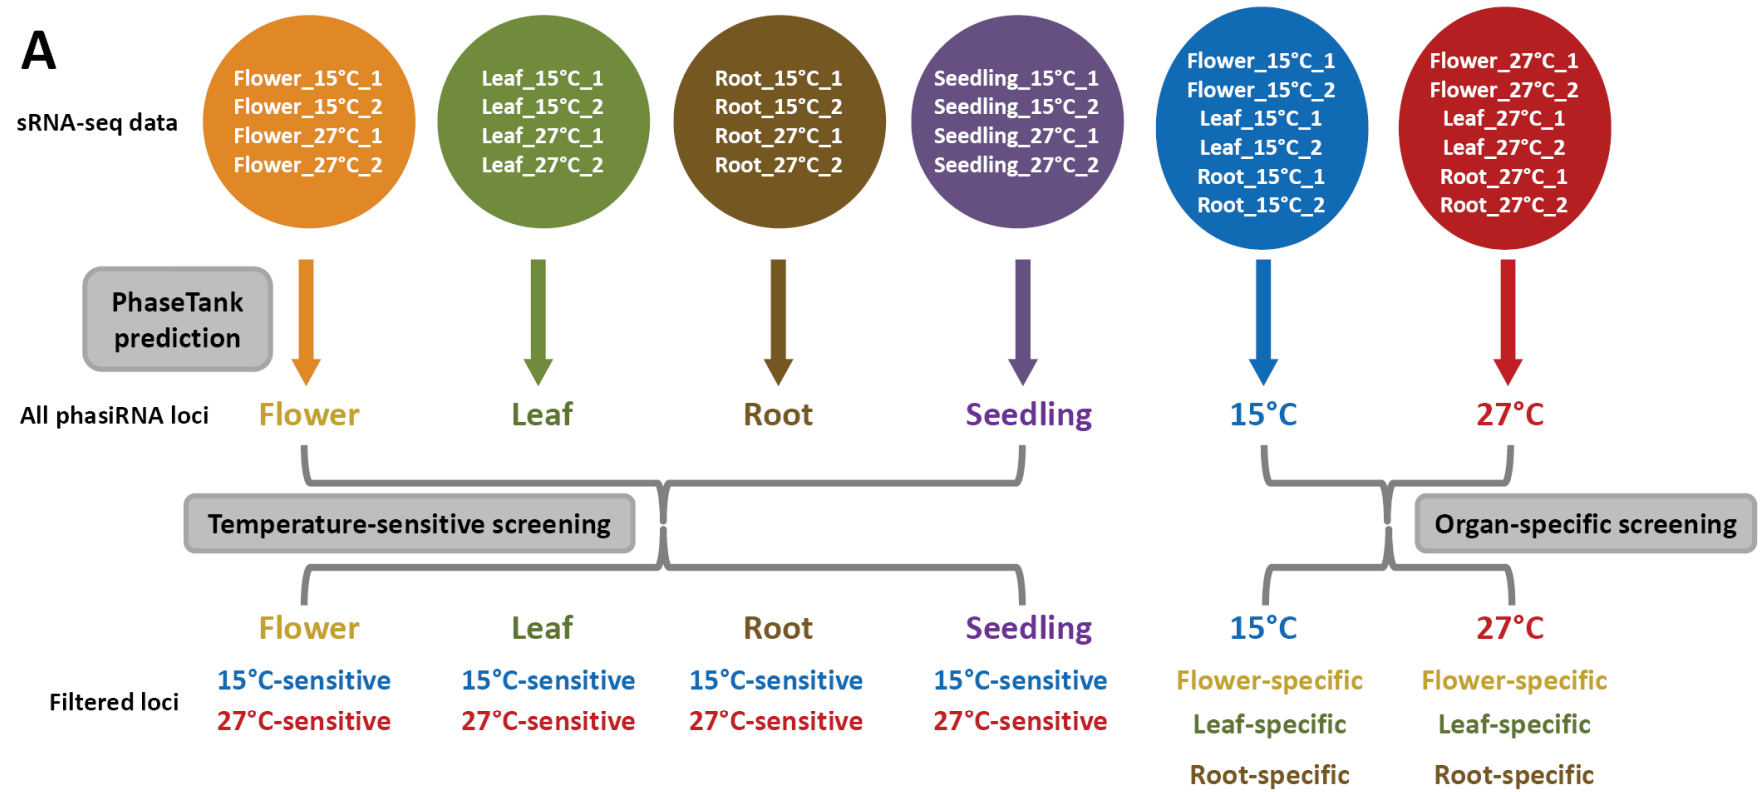 A
sRNA-seq data
Flower_15°C_1
Flower_15°C_2
Flower_27°C_1
Flower_27°C_2
Leaf_15°C_1
Leaf_15°C_2
Leaf_27°C_1
Leaf_27°C_2
Root_15°C_1
Root_15°C_2
Root_27°C_1
Root_27°C_2
Seedling_15°C_1
Seedling_15°C_2
Seedling_27°C_1
Seedling_27°C_2
Flower_15°C_1
Flower_15°C_2
Leaf_15°C_1
Leaf_15°C_2
Root_15°C_1
Root_15°C_2
Flower_27°C_1
Flower_27°C_2
Leaf_27°C_1
Leaf_27°C_2
Root_27°C_1
Root_27°C_2
PhaseTank
prediction
All phasiRNA loci
Flower
Leaf
Root
Seedling
15°C
27°C
Temperature-sensitive screening
Organ-specific screening
Filtered loci
Flower
15°C-sensitive
27°C-sensitive
Leaf
15°C-sensitive
27°C-sensitive
Root
15°C-sensitive
27°C-sensitive
Seedling
15°C-sensitive
27°C-sensitive
15°C
Flower-specific
Leaf-specific
Root-specific
27°C
Flower-specific
Leaf-specific
Root-specific